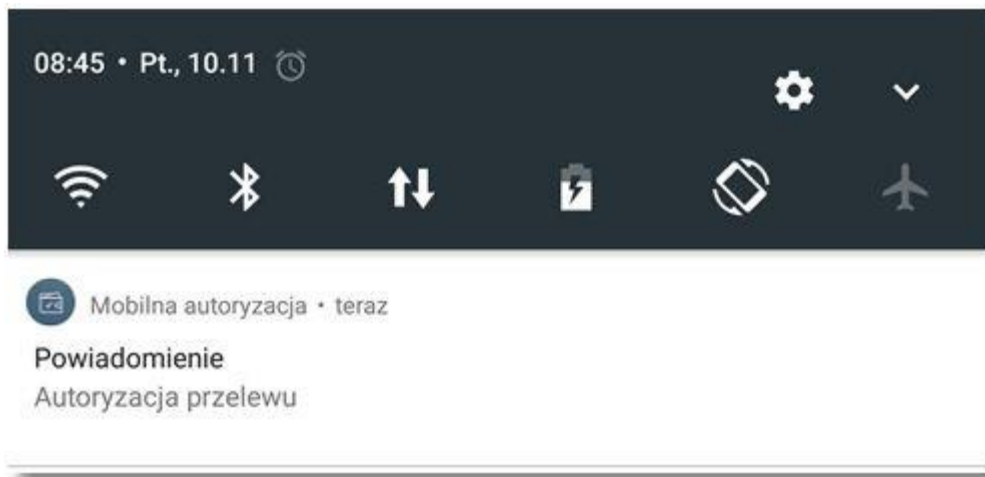 08:45 • Pt., 10.11
Mobilna autoryzacja • teraz
Powiadomienie
Autoryzacja przelewu